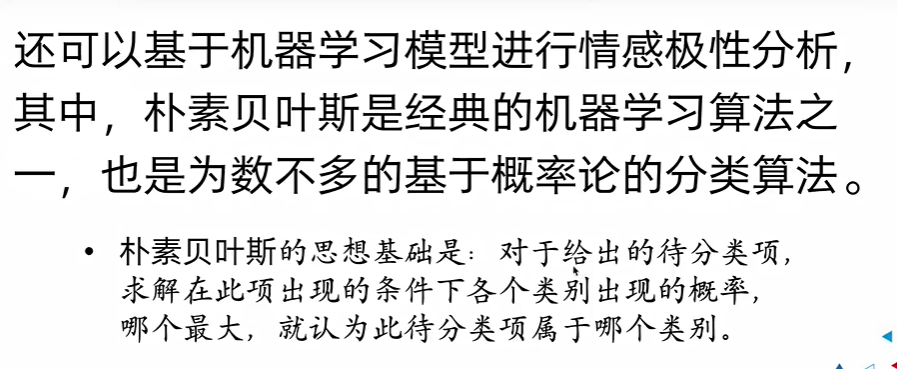 还可以基于机器学习模型进行情感极性分析，
其中，朴素贝叶斯是经典的机器学习算法之
一，也是为数不多的基于概率论的分类算法。
• 朴素贝叶斯的思想基础是：对于给出的待分类项，
求解在此项出现的条件下各个类别出现的概率，
哪个最大，就认为此待分类项属于哪个类别。